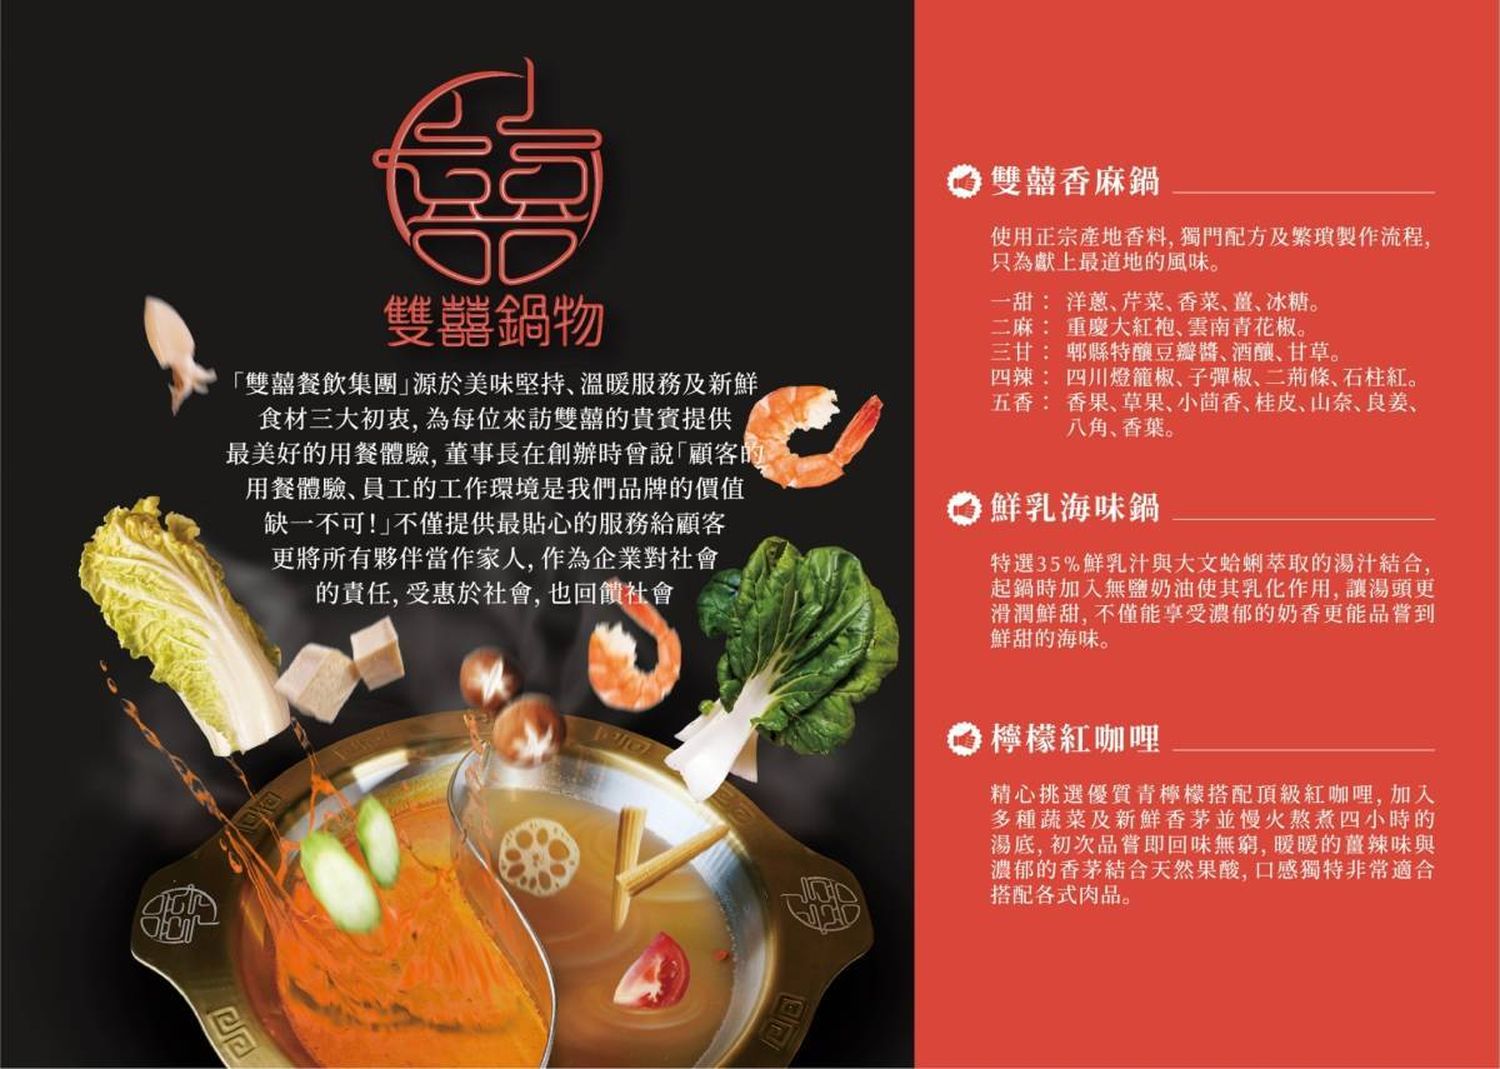 雙囍鍋物
「雙囍餐飲集團」源於美味堅持、溫暖服務及新鮮
食材三大初衷，為每位來訪雙囍的貴賓提供
最美好的用餐體驗，董事長在創辦時曾說「顧客的
用餐體驗、員工的工作環境是我們品牌的價值
缺一不可！」不僅提供最貼心的服務給顧客
更將所有夥伴當作家人，作為企業對社會
的責任，受惠於社會，也回饋社會
雙囍香麻鍋
使用正宗產地香料，獨門配方及繁瑣製作流程，
只為獻上最道地的風味。
一甜： 洋蔥、芹菜、香菜、薑、冰糖。
二麻： 重慶大紅袍、雲南青花椒。
三甘： 郫縣特釀豆瓣醬、酒釀、甘草。
四辣： 四川燈籠椒、子彈椒、二荊條、石柱紅。
五香： 香果、草果、小茴香、桂皮、山奈、良姜、
八角、香葉。
鮮乳海味鍋
特選35%鮮乳汁與大文蛤蜊萃取的湯汁結合，
起鍋時加入無鹽奶油使其乳化作用，讓湯頭更
滑潤鮮甜，不僅能享受濃郁的奶香更能品嘗到
鮮甜的海味。
檸檬紅咖哩
精心挑選優質青檸檬搭配頂級紅咖哩，加入
多種蔬菜及新鮮香茅並慢火熬煮四小時的
湯底，初次品嘗即回味無窮，暖暖的薑辣味與
濃郁的香茅結合天然果酸，口感獨特非常適合
搭配各式肉品。